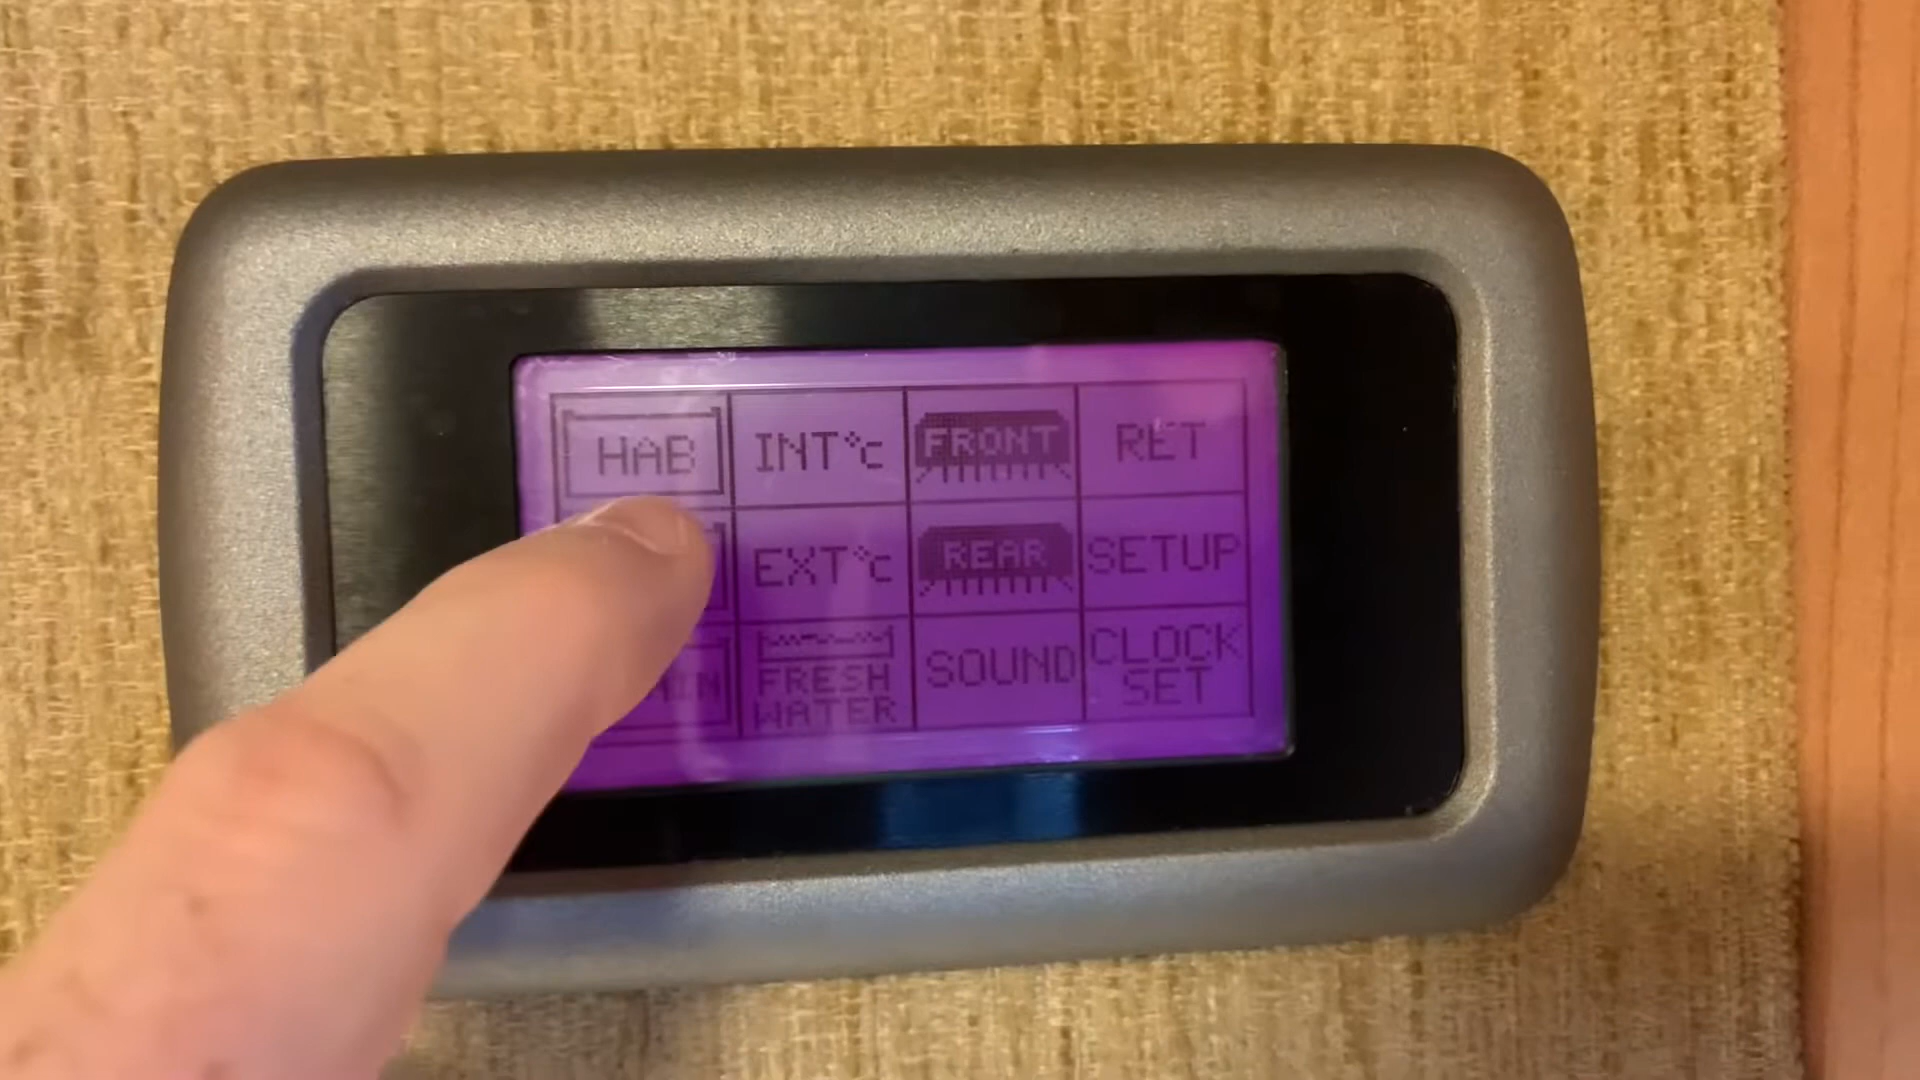 HAB
INT°C
FRONT
RET
EXT°C
REAR
SETUP
FRESH
WATER
SOUND
CLOCK
SET